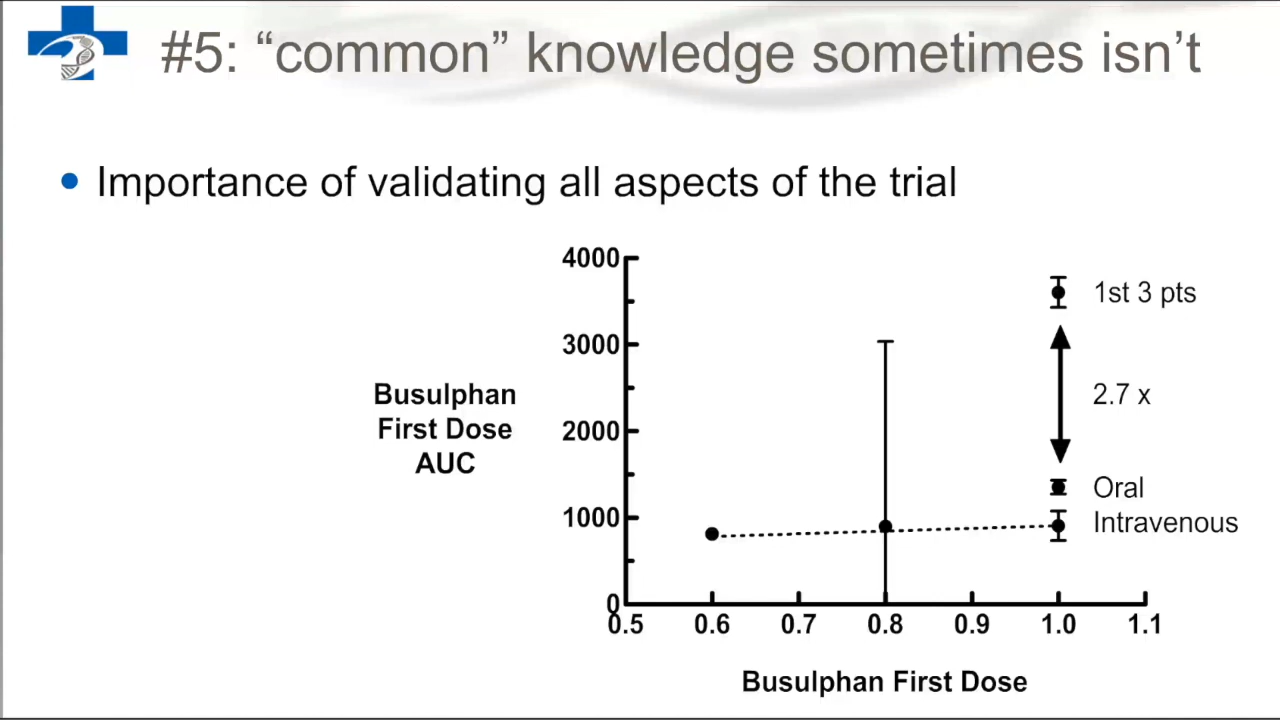 #5: “common” knowledge sometimes isn’t
• Importance of validating all aspects of the trial
4000
3000
2000
1000
0
Busulphan
First Dose
AUC
1st 3 pts
2.7 x
Oral
Intravenous
0.5 0.6 0.7 0.8 0.9 1.0 1.1
Busulphan First Dose